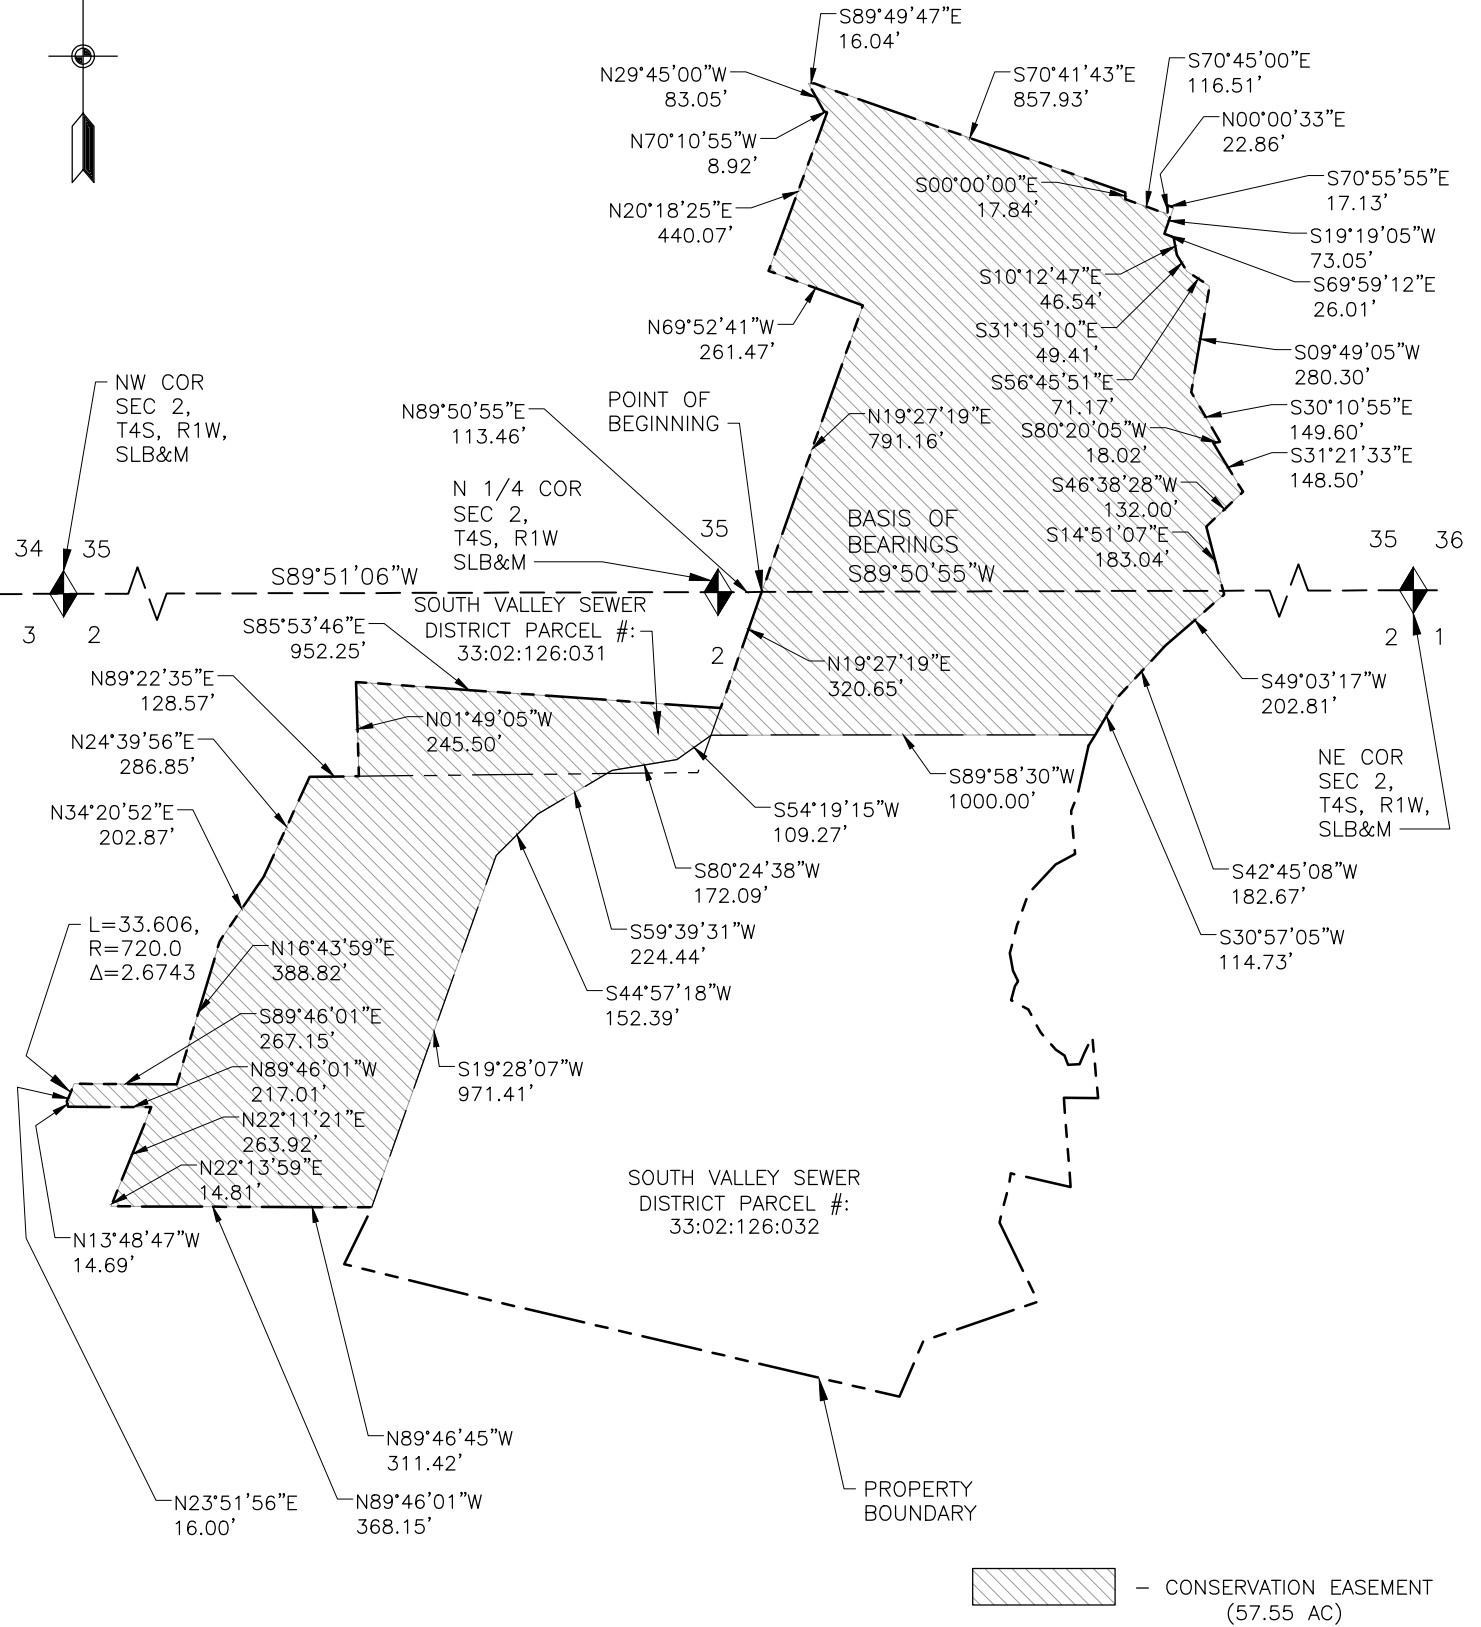 S89°49'47"E
16.04'
N29°45'00"W
83.05'
S70°41'43"E
857.93'
S70°45'00"E
116.51'
N70°10'55"W
8.92'
N00°00'33"E
22.86'
S00°00'00"E
17.84'
S70°55'55"E
17.13'
N20°18'25"E
440.07'
S19°19'05"W
73.05'
S10°12'47"E
46.54'
S69°59'12"E
26.01'
N69°52'41"W
261.47'
S31°15'10"E
49.41'
S09°49'05"W
280.30'
S56°45'51"E
71.17'
NW COR
SEC 2,
T4S, R1W,
SLB&M
N89°50'55"E
113.46'
POINT OF
BEGINNING
N19°27'19"E
791.16'
S30°10'55"E
149.60'
S80°20'05"W
18.02'
S31°21'33"E
148.50'
N 1/4 COR
SEC 2,
T4S, R1W
SLB&M
S46°38'28"W
132.00'
BASIS OF
BEARINGS
S89°50'55"W
S14°51'07"E
183.04'
34
35
35
35
36
S89°51'06"W
3
2
2
2
1
SOUTH VALLEY SEWER
DISTRICT PARCEL #:
33:02:126:031
S85°53'46"E
952.25'
N19°27'19"E
320.65'
N89°22'35"E
128.57'
S49°03'17"W
202.81'
N01°49'05"W
245.50'
N24°39'56"E
286.85'
S89°58'30"W
1000.00'
NE COR
SEC 2,
T4S, R1W,
SLB&M
N34°20'52"E
202.87'
S54°19'15"W
109.27'
S80°24'38"W
172.09'
S42°45'08"W
182.67'
L=33.606,
R=720.0
Δ=2.6743
N16°43'59"E
388.82'
S59°39'31"W
224.44'
S30°57'05"W
114.73'
S44°57'18"W
152.39'
S89°46'01"E
267.15'
N89°46'01"W
217.01'
S19°28'07"W
971.41'
N22°11'21"E
263.92'
N22°13'59"E
14.81'
SOUTH VALLEY SEWER
DISTRICT PARCEL #:
33:02:126:032
N13°48'47"W
14.69'
N89°46'45"W
311.42'
N23°51'56"E
16.00'
N89°46'01"W
368.15'
PROPERTY
BOUNDARY
– CONSERVATION EASEMENT
(57.55 AC)